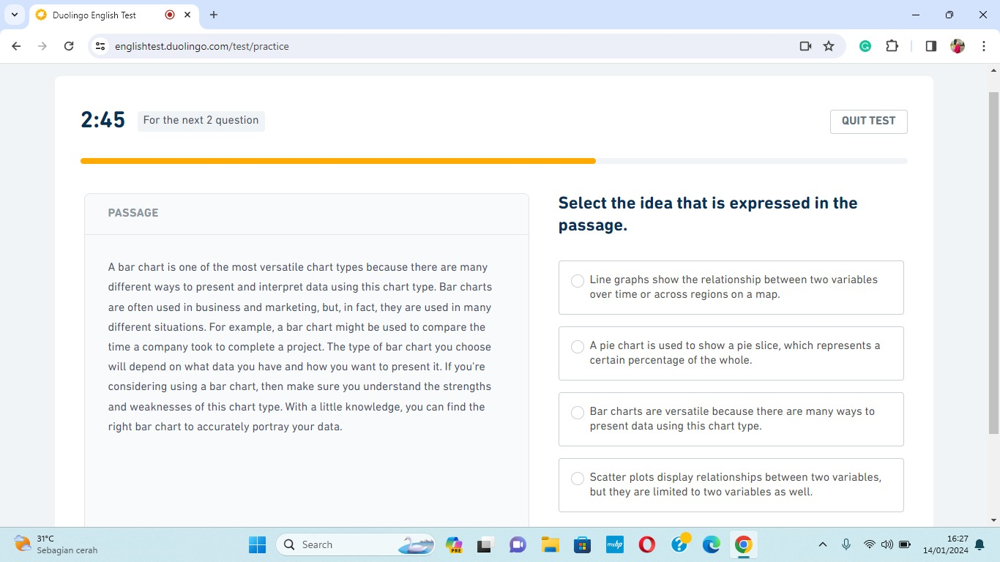 Duolingo English Test
englishtest.duolingo.com/test/practice
2:45
For the next 2 question
QUIT TEST
PASSAGE
A bar chart is one of the most versatile chart types because there are many
different ways to present and interpret data using this chart type. Bar charts
are often used in business and marketing, but, in fact, they are used in many
different situations. For example, a bar chart might be used to compare the
time a company took to complete a project. The type of bar chart you choose
will depend on what data you have and how you want to present it. If you're
considering using a bar chart, then make sure you understand the strengths
and weaknesses of this chart type. With a little knowledge, you can find the
right bar chart to accurately portray your data.
Select the idea that is expressed in the
passage.
Line graphs show the relationship between two variables
over time or across regions on a map.
A pie chart is used to show a pie slice, which represents a
certain percentage of the whole.
Bar charts are versatile because there are many ways to
present data using this chart type.
Scatter plots display relationships between two variables,
but they are limited to two variables as well.
31°C
Sebagian cerah
Search
PRE
myhp
16:27
14/01/2024